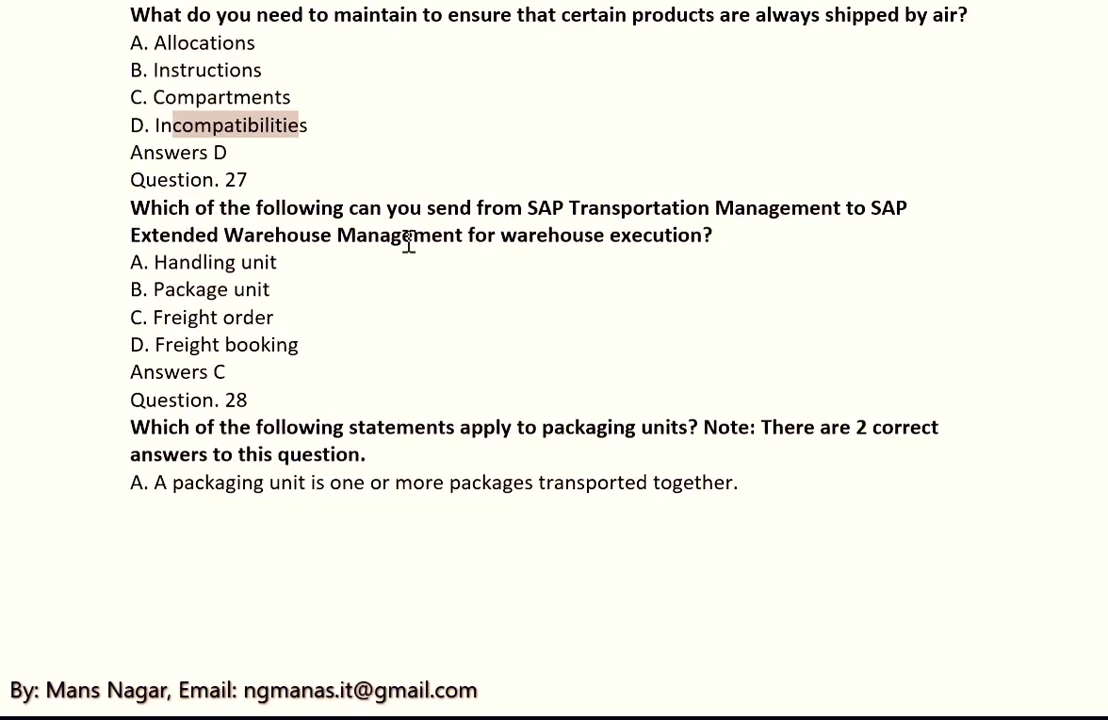 What do you need to maintain to ensure that certain products are always shipped by air?
A. Allocations
B. Instructions
C. Compartments
D. Incompatibilities
Answers D
Question. 27
Which of the following can you send from SAP Transportation Management to SAP
Extended Warehouse Management for warehouse execution?
A. Handling unit
B. Package unit
C. Freight order
D. Freight booking
Answers C
Question. 28
Which of the following statements apply to packaging units? Note: There are 2 correct
answers to this question.
A. A packaging unit is one or more packages transported together.
By: Mans Nagar, Email: ngmanas.it@gmail.com